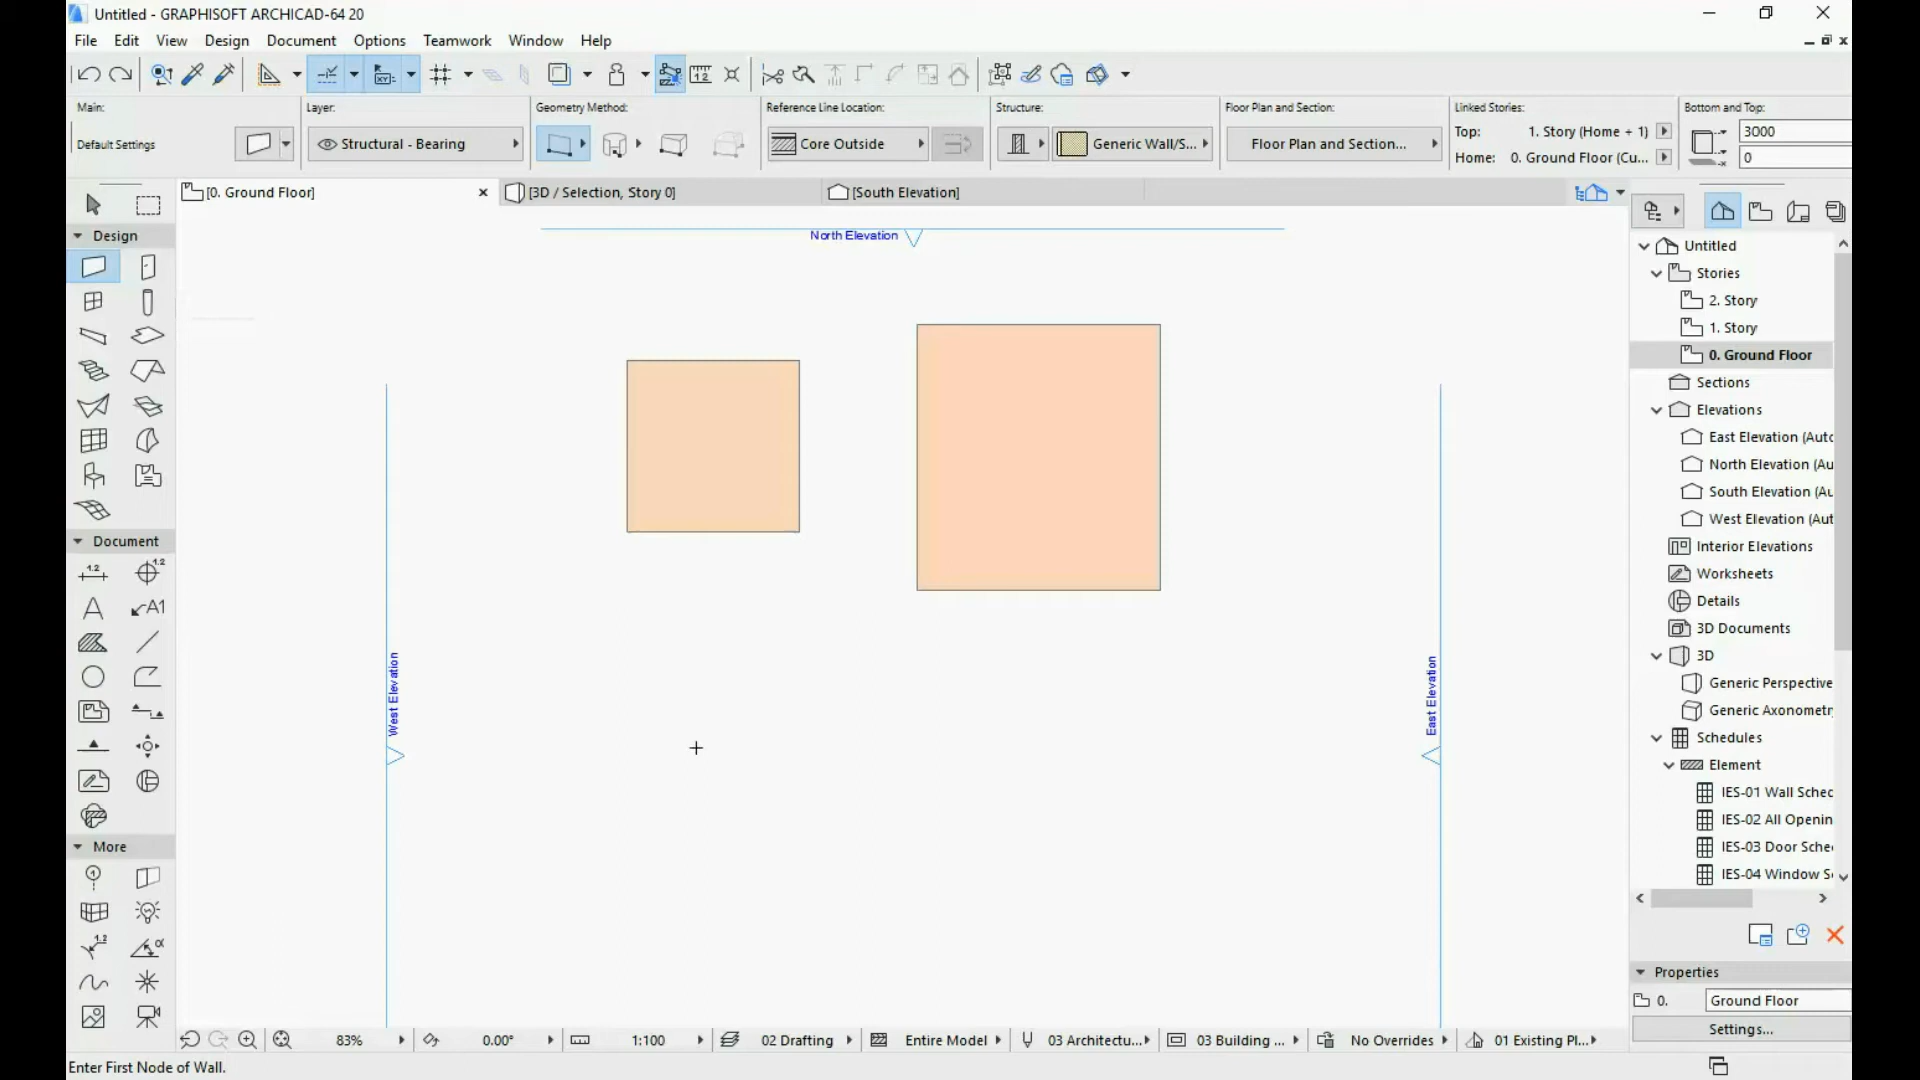 Untitled - GRAPHISOFT ARCHICAD-64 20
File Edit View Design Document Options Teamwork Window Help
Main:
Default Settings
Layer:
Structural - Bearing
Geometry Method:
Reference Line Location:
Core Outside
Structure:
Generic Wall/S...
Floor Plan and Section:
Floor Plan and Section...
Linked Stories:
Top: 1. Story (Home + 1)
Home: 0. Ground Floor (Cu...
Bottom and Top:
3000
0
[0. Ground Floor]
[3D / Selection, Story 0]
[South Elevation]
Design
Document
More
North Elevation
West Elevation
East Elevation
Untitled
Stories
2. Story
1. Story
0. Ground Floor
Sections
Elevations
East Elevation (Auto
North Elevation (Au
South Elevation (Au
West Elevation (Aut
Interior Elevations
Worksheets
Details
3D Documents
3D
Generic Perspective
Generic Axonometr
Schedules
Element
IES-01 Wall Sched
IES-02 All Openin
IES-03 Door Sche
IES-04 Window S
Properties
0. Ground Floor
Settings...
83%
0.00°
1:100
02 Drafting
Entire Model
03 Architectu...
03 Building ...
No Overrides
01 Existing Pl...
Enter First Node of Wall.